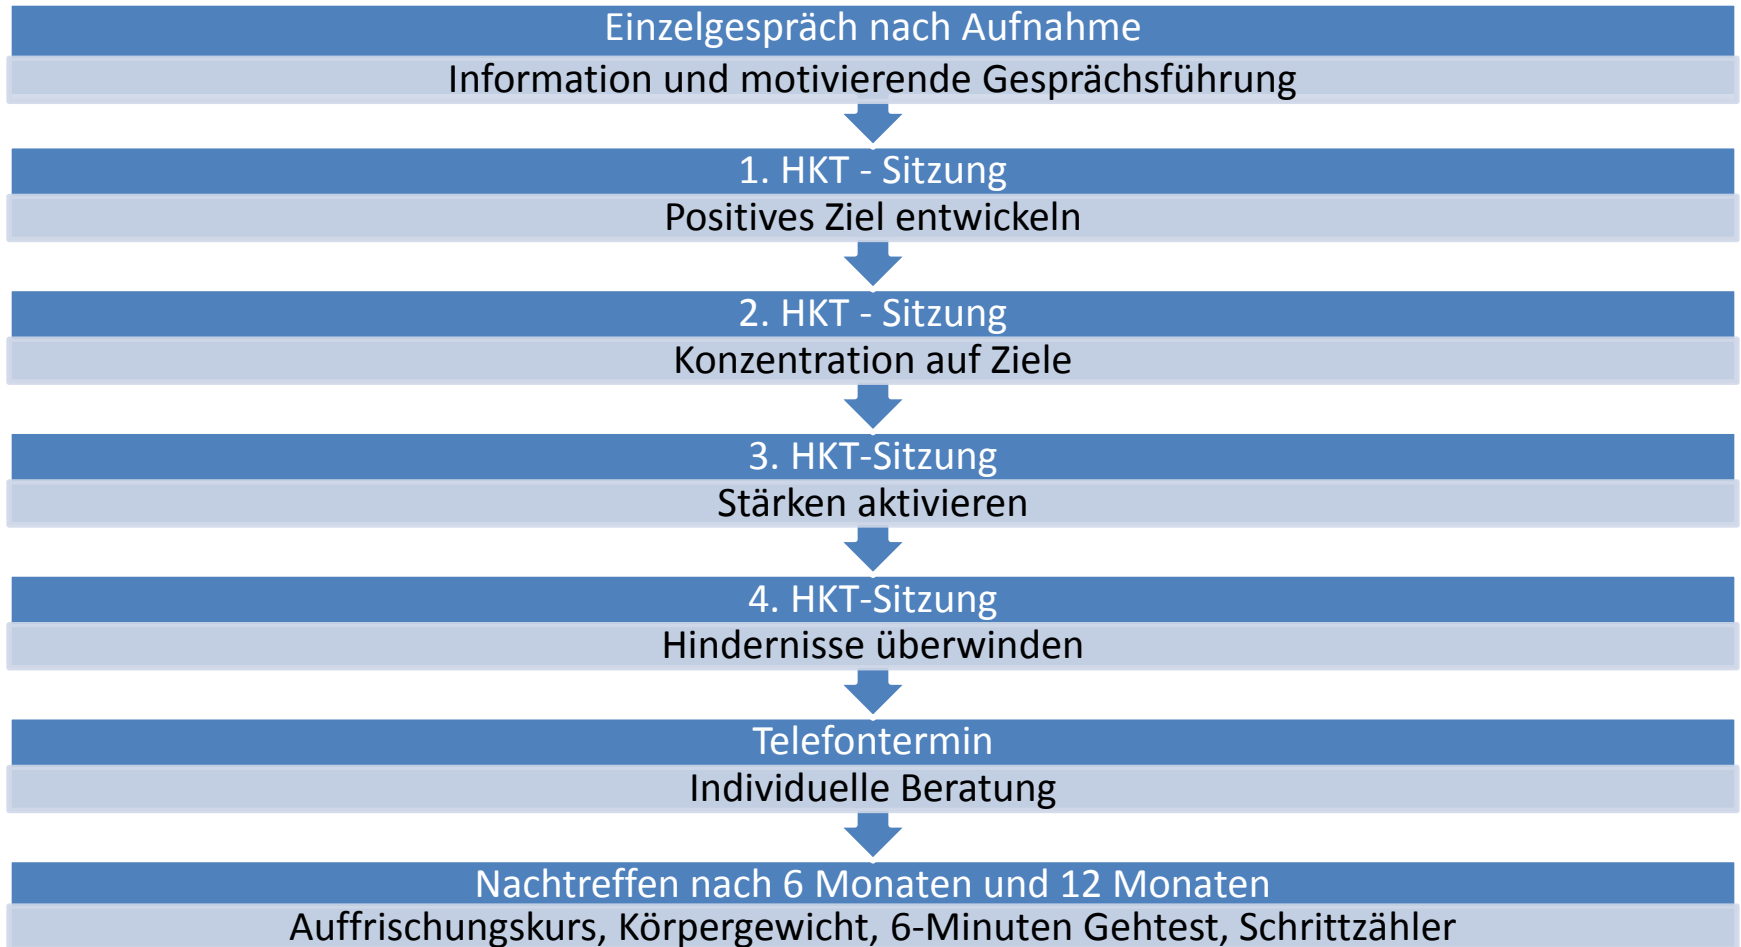 Einzelgespräch nach Aufnahme
Information und motivierende Gesprächsführung
1. HKT - Sitzung
Positives Ziel entwickeln
2. HKT - Sitzung
Konzentration auf Ziele
3. HKT-Sitzung
Stärken aktivieren
4. HKT-Sitzung
Hindernisse überwinden
Telefontermin
Individuelle Beratung
Nachtreffen nach 6 Monaten und 12 Monaten
Auffrischungskurs, Körpergewicht, 6-Minuten Gehtest, Schrittzähler